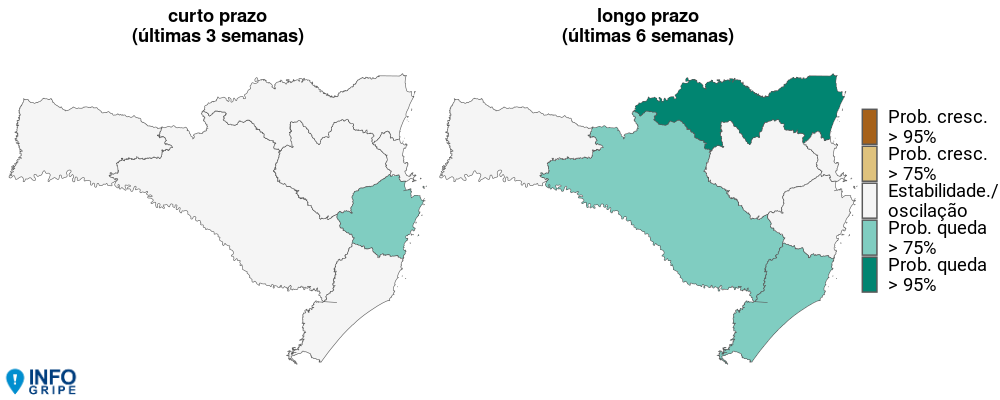 curto prazo
(últimas 3 semanas)
longo prazo
(últimas 6 semanas)
Prob. cresc.
> 95%
Prob. cresc.
> 75%
Estabilidade./
oscilação
Prob. queda
> 75%
Prob. queda
> 95%
INFO
GRIPE